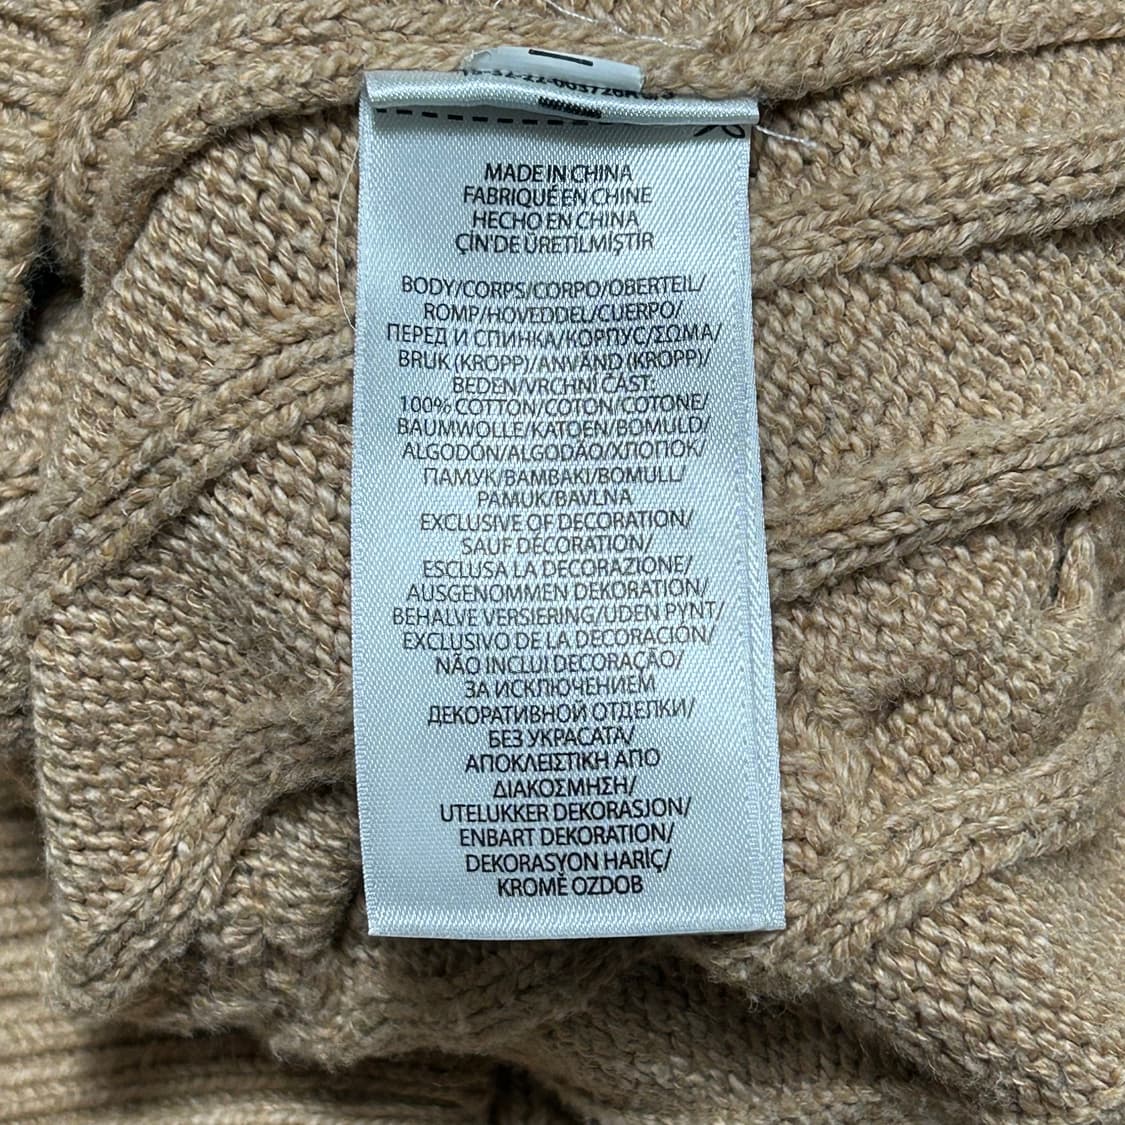 MADE IN CHINA
FABRIQUÉ EN CHINE
HECHO EN CHINA
ÇİN'DE ÜRETİLMİŞTİR
BODY/CORPS/CORPO/OBERTEIL/
ROMP/HOVEDDEL/CUERPO/
ПЕРЕД И СПИНКА/КОРПУС/ΣΩΜΑ/
BRUK (KROPP)/ANVÄND (KROPP)/
BEDEN/VRCHNÍ ČÁST:
100% COTTON/COTON/COTONE/
BAUMWOLLE/KATOEN/BOMULD/
ALGODÓN/ALGODÃO/ХЛОПОК/
ПАМУК/ΒΑΜΒΑΚΙ/BOMULL/
PAMUK/BAVLNA
EXCLUSIVE OF DECORATION/
SAUF DÉCORATION/
ESCLUSA LA DECORAZIONE/
AUSGENOMMEN DEKORATION/
BEHALVE VERSIERING/UDEN PYNT/
EXCLUSIVO DE LA DECORACIÓN/
NÃO INCLUI DECORAÇÃO/
ЗА ИСКЛЮЧЕНИЕМ
ДЕКОРАТИВНОЙ ОТДЕЛКИ/
БЕЗ УКРАСАТА/
ΑΠΟΚΛΕΙΣΤΙΚΗ ΑΠΟ
ΔΙΑΚΟΣΜΗΣΗ/
UTELUKKER DEKORASJON/
ENBART DEKORATION/
DEKORASYON HARİÇ/
KROMĚ OZDOB